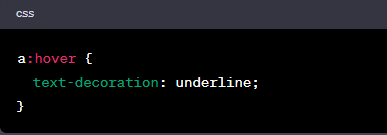 css
a:hover {
  text-decoration: underline;
}